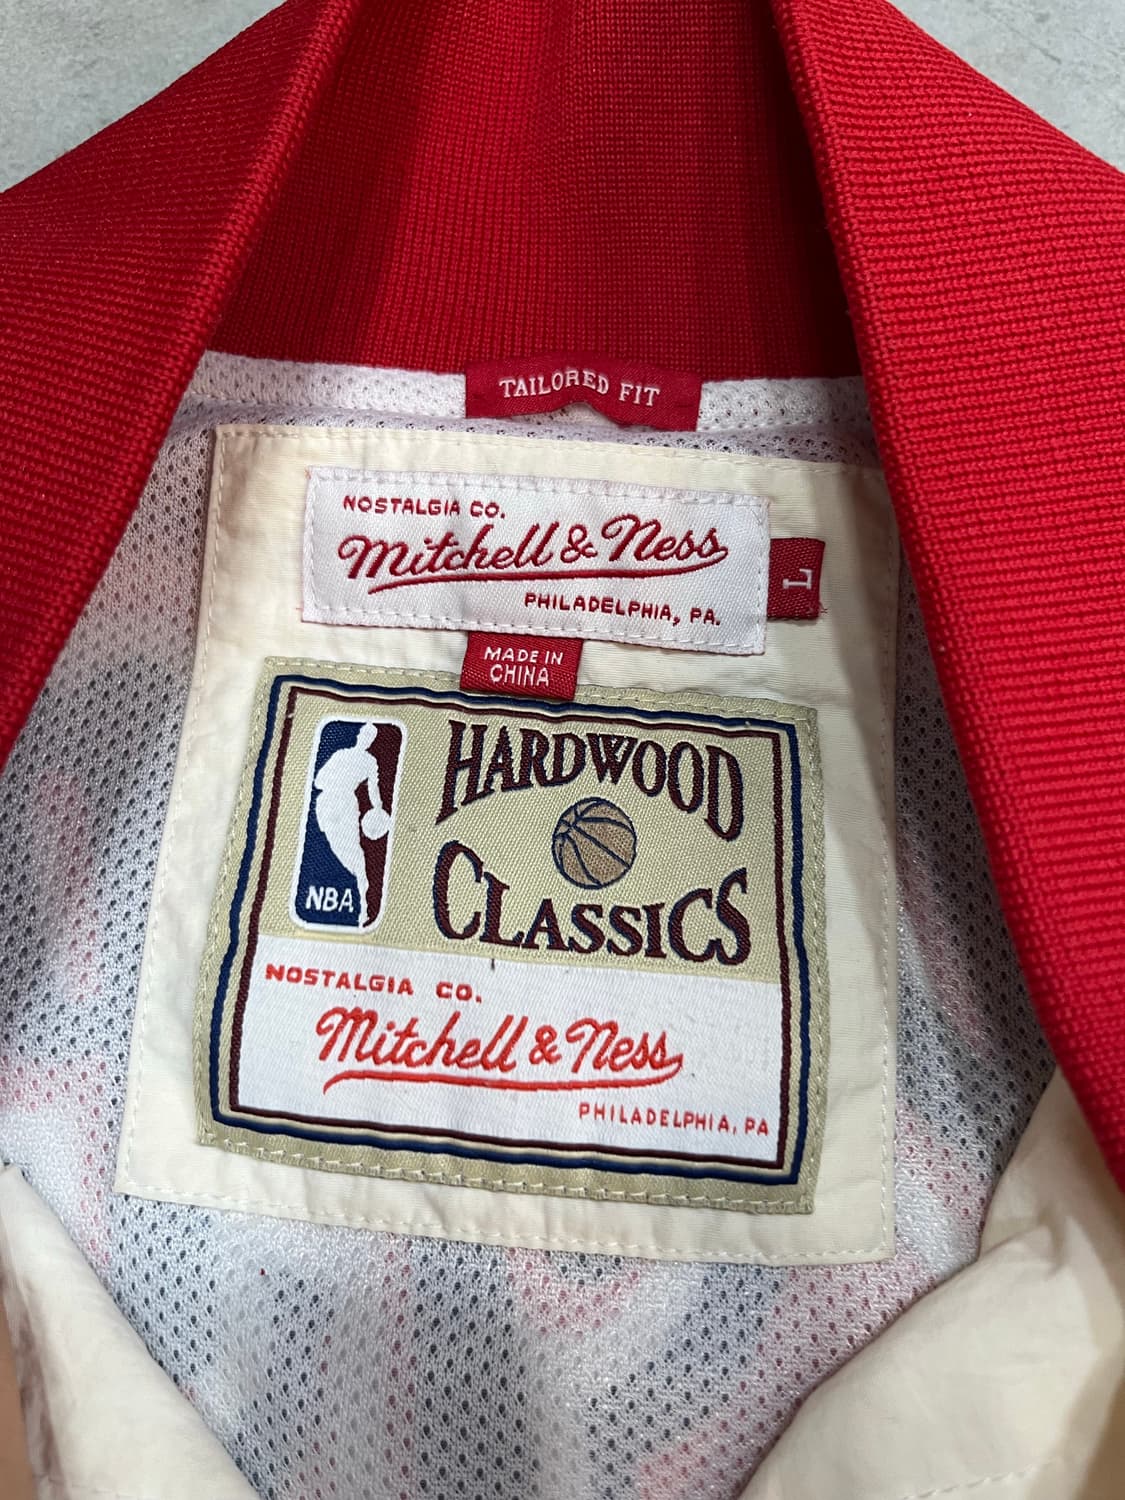 TAILORED FIT
NOSTALGIA CO.
Mitchell & Ness
PHILADELPHIA, PA.
L
MADE IN
CHINA
HARDWOOD
CLASSICS
NBA
NOSTALGIA CO.
Mitchell & Ness
PHILADELPHIA, PA